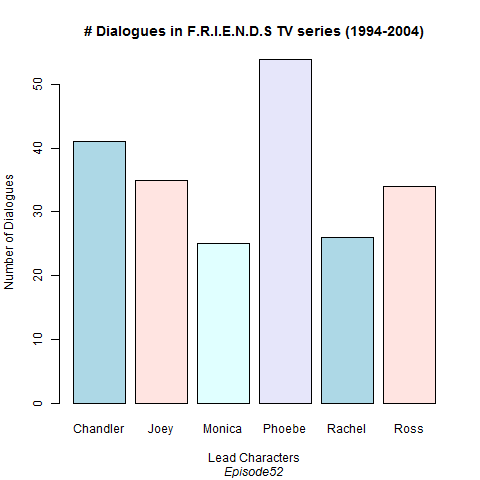 # Dialogues in F.R.I.E.N.D.S TV series (1994-2004)
Number of Dialogues
50
40
30
20
10
0
Chandler Joey Monica Phoebe Rachel Ross
Lead Characters
Episode52